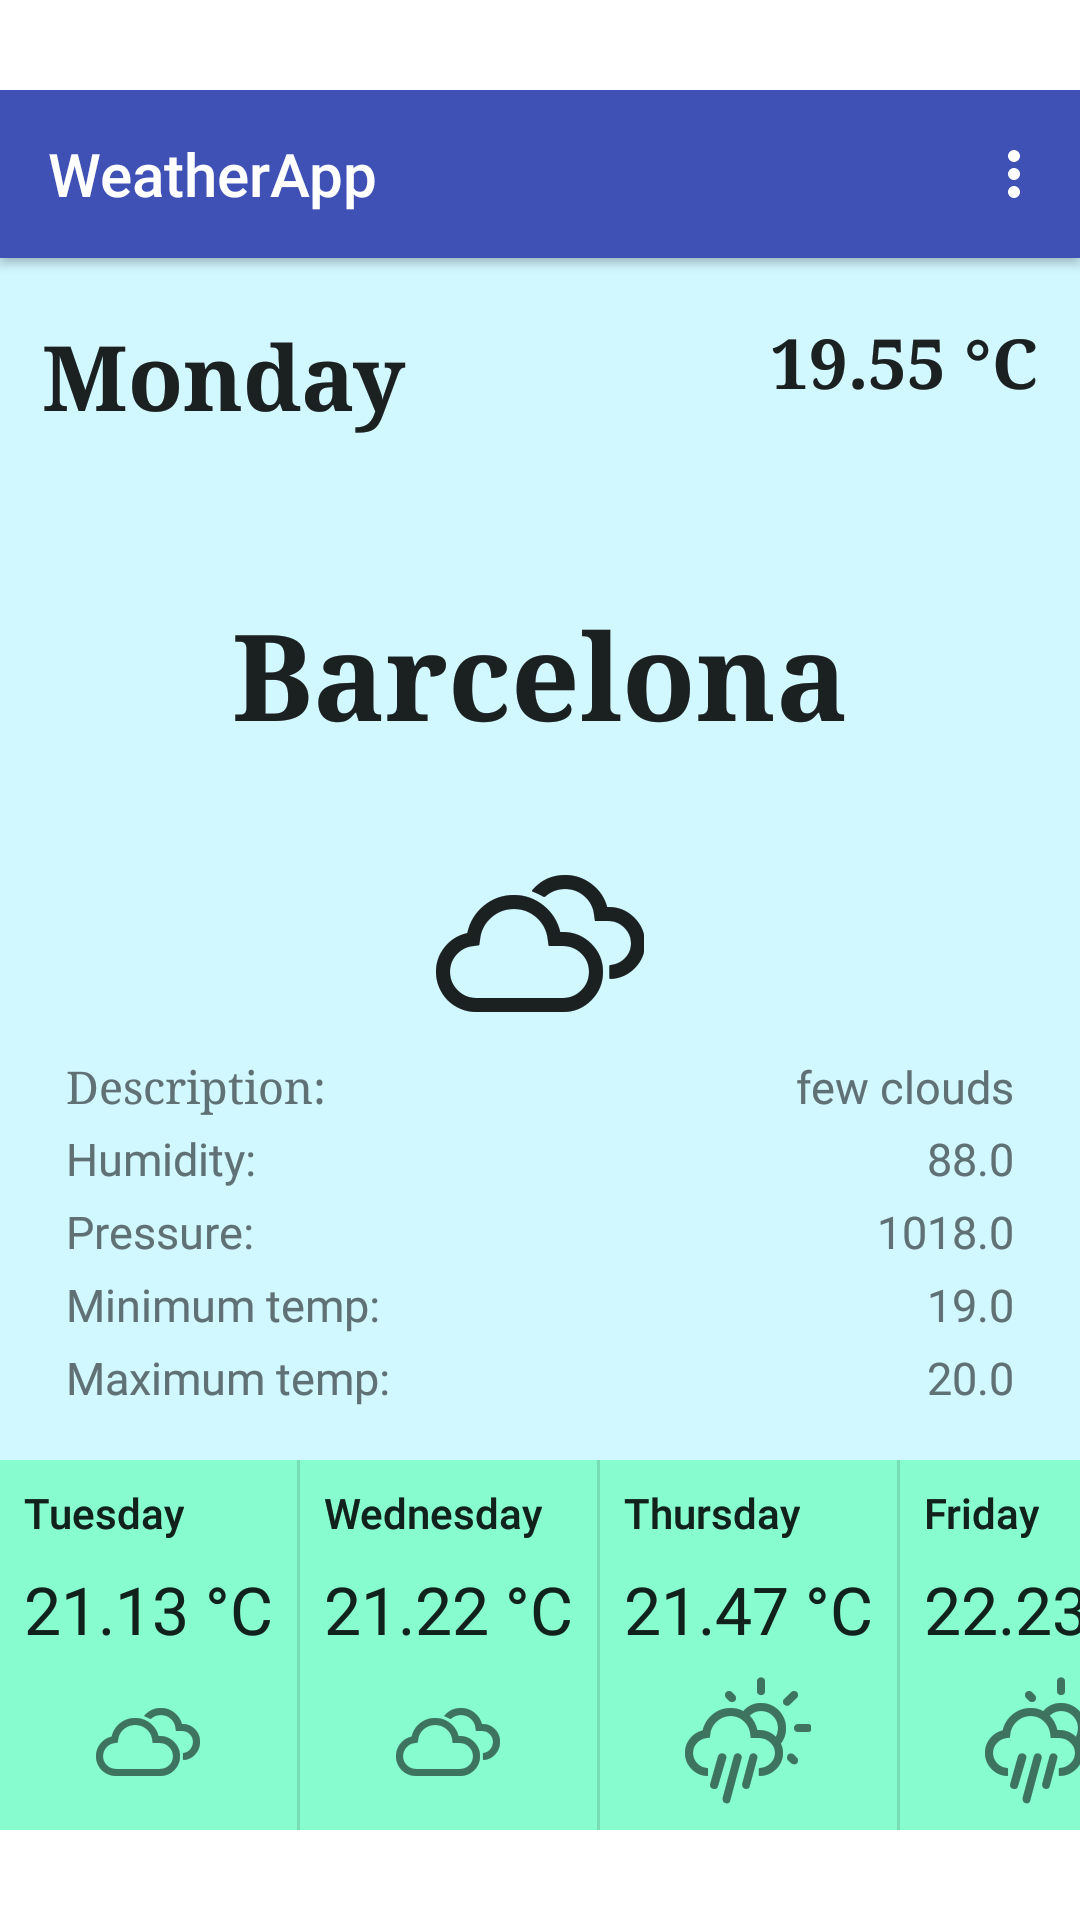 WeatherApp
Monday 19.55 °C
Barcelona
Description: few clouds
Humidity: 88.0
Pressure: 1018.0
Minimum temp: 19.0
Maximum temp: 20.0
Tuesday Wednesday Thursday Friday
21.13 °C 21.22 °C 21.47 °C 22.23